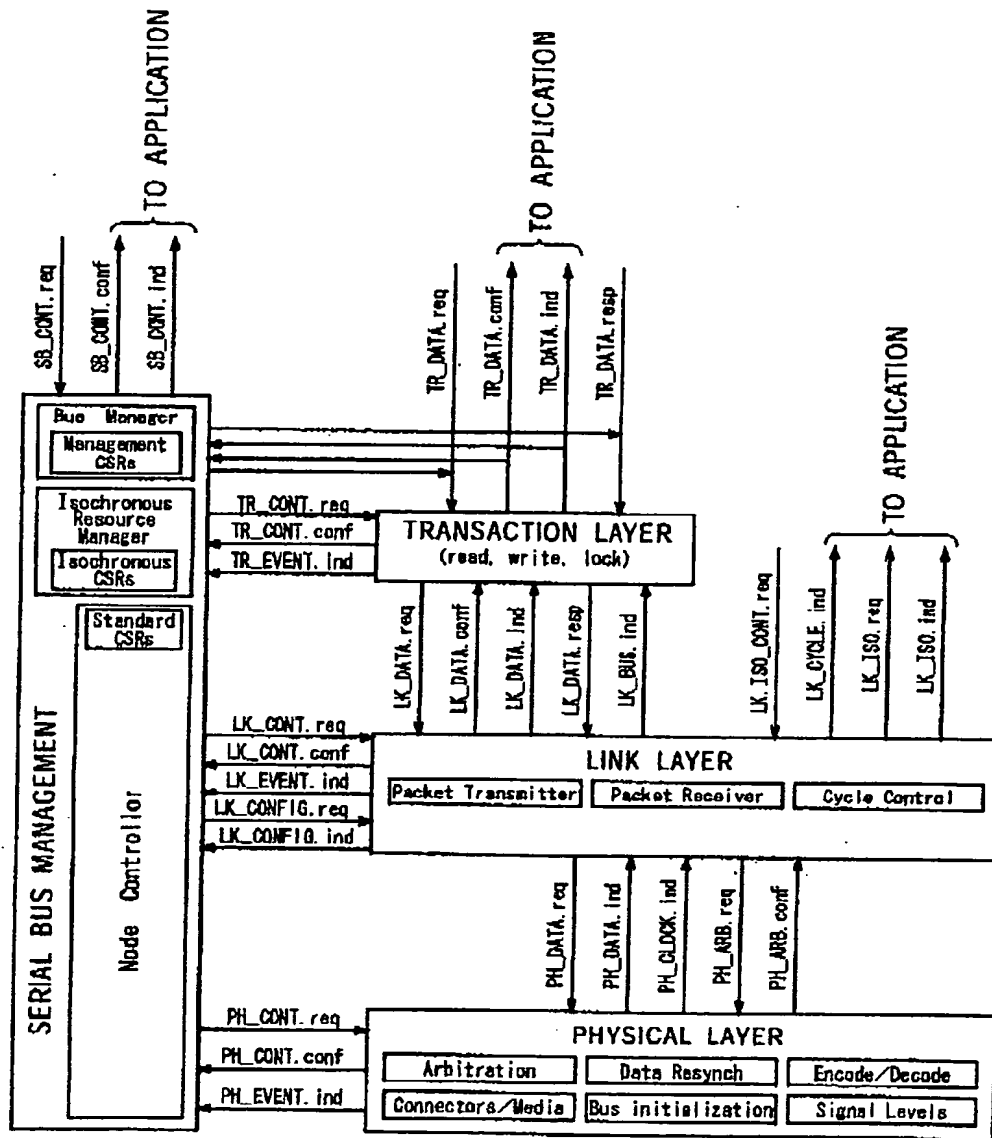 TO APPLICATION
SB_CONT.req
SB_CONT.conf
SB_CONT.ind
TO APPLICATION
TR_DATA.req
TR_DATA.conf
TR_DATA.ind
TR_DATA.resp
Bus Manager
Management
CSRs
Isochronous
Resource
Manager
Isochronous
CSRs
TR_CONT.req
TR_CONT.conf
TR_EVENT.ind
TRANSACTION LAYER
(read, write, lock)
TO APPLICATION
Standard
CSRs
SERIAL BUS MANAGEMENT
Node Controllor
LK_DATA.req
LK_DATA.conf
LK_DATA.ind
LK_DATA.resp
LK_BUS.ind
LK.ISO_CONT.req
LK_CYCLE.ind
LK_ISO.req
LK_ISO.ind
LK_CONT.req
LK_CONT.conf
LK_EVENT.ind
LK_CONFIG.req
LK_CONFIG.ind
LINK LAYER
Packet Transmitter
Packet Receiver
Cycle Control
PH_DATA.req
PH_DATA.ind
PH_CLOCK.ind
PH_ARB.req
PH_ARB.conf
PH_CONT.req
PH_CONT.conf
PH_EVENT.ind
PHYSICAL LAYER
Arbitration
Data Resynch
Encode/Decode
Connectors/Media
Bus initialization
Signal Levels